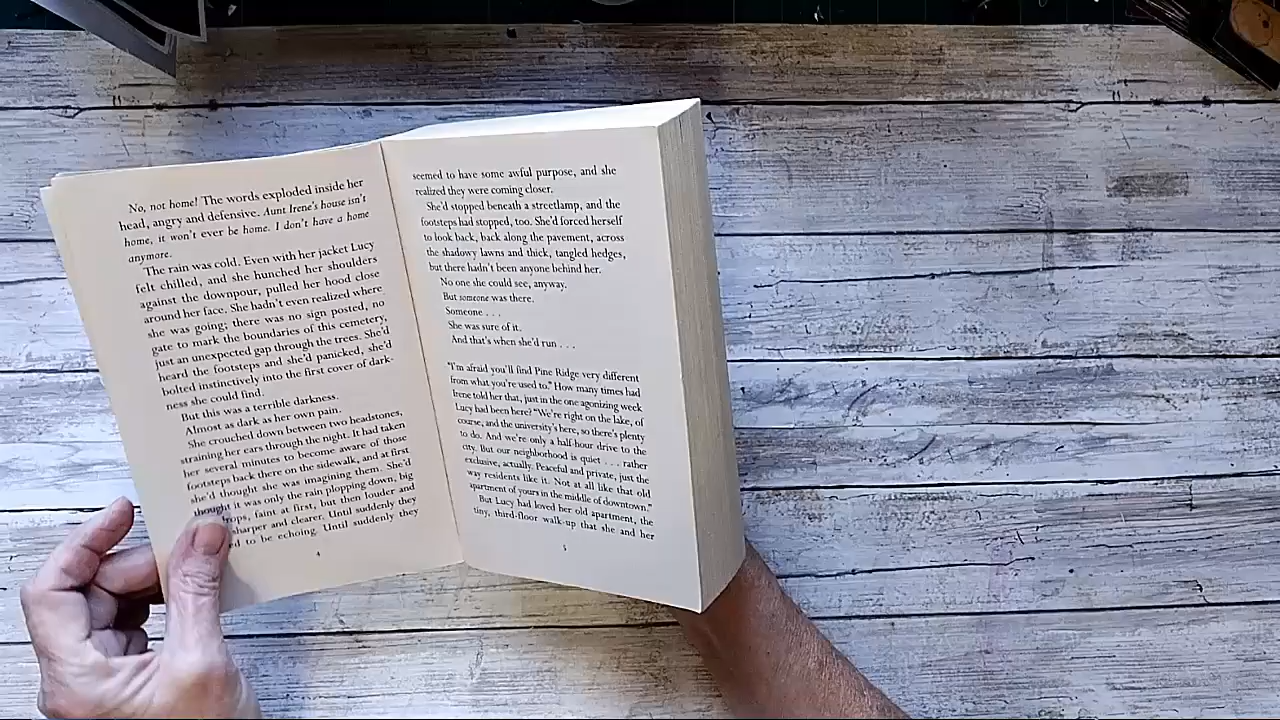 No, not home! The words exploded inside her
head, angry and defensive. Aunt Irene's house isn't
home, it won't ever be home. I don't have a home
anymore.
The rain was cold. Even with her jacket Lucy
felt chilled, and she hunched her shoulders
against the downpour, pulled her hood close
around her face. She hadn't even realized where
she was going; there was no sign posted, no
gate to mark the boundaries of this cemetery,
just an unexpected gap through the trees. She'd
heard the footsteps and she'd panicked, she'd
bolted instinctively into the first cover of dark-
ness she could find.
But this was a terrible darkness.
Almost as dark as her own pain.
She crouched down between two headstones,
straining her ears through the night. It had taken
her several minutes to become aware of those
footsteps back there on the sidewalk, and at first
she'd thought she was imagining them. She'd
thought it was only the rain, plopping down, big
drops, faint at first, but then louder and
sharper and clearer. Until suddenly they
to be echoing. Until suddenly they
4
seemed to have some awful purpose, and she
realized they were coming closer.
She'd stopped beneath a streetlamp, and the
footsteps had stopped, too. She'd forced herself
to look back, back along the pavement, across
the shadowy lawns and thick, tangled hedges,
but there hadn't been anyone behind her.
No one she could see, anyway.
But someone was there.
Someone . . .
She was sure of it.
And that's when she'd run . . .
"I'm afraid you'll find Pine Ridge very different
from what you're used to." How many times had
Irene told her that, just in the one agonizing week
Lucy had been here? "We're right on the lake, of
course, and the university's here, so there's plenty
to do. And we're only a half-hour drive to the
city. But our neighborhood is quiet . . . rather
exclusive, actually. Peaceful and private, just the
way residents like it. Not at all like that old
apartment of yours in the middle of downtown."
But Lucy had loved her old apartment, the
tiny, third-floor walk-up that she and her
5